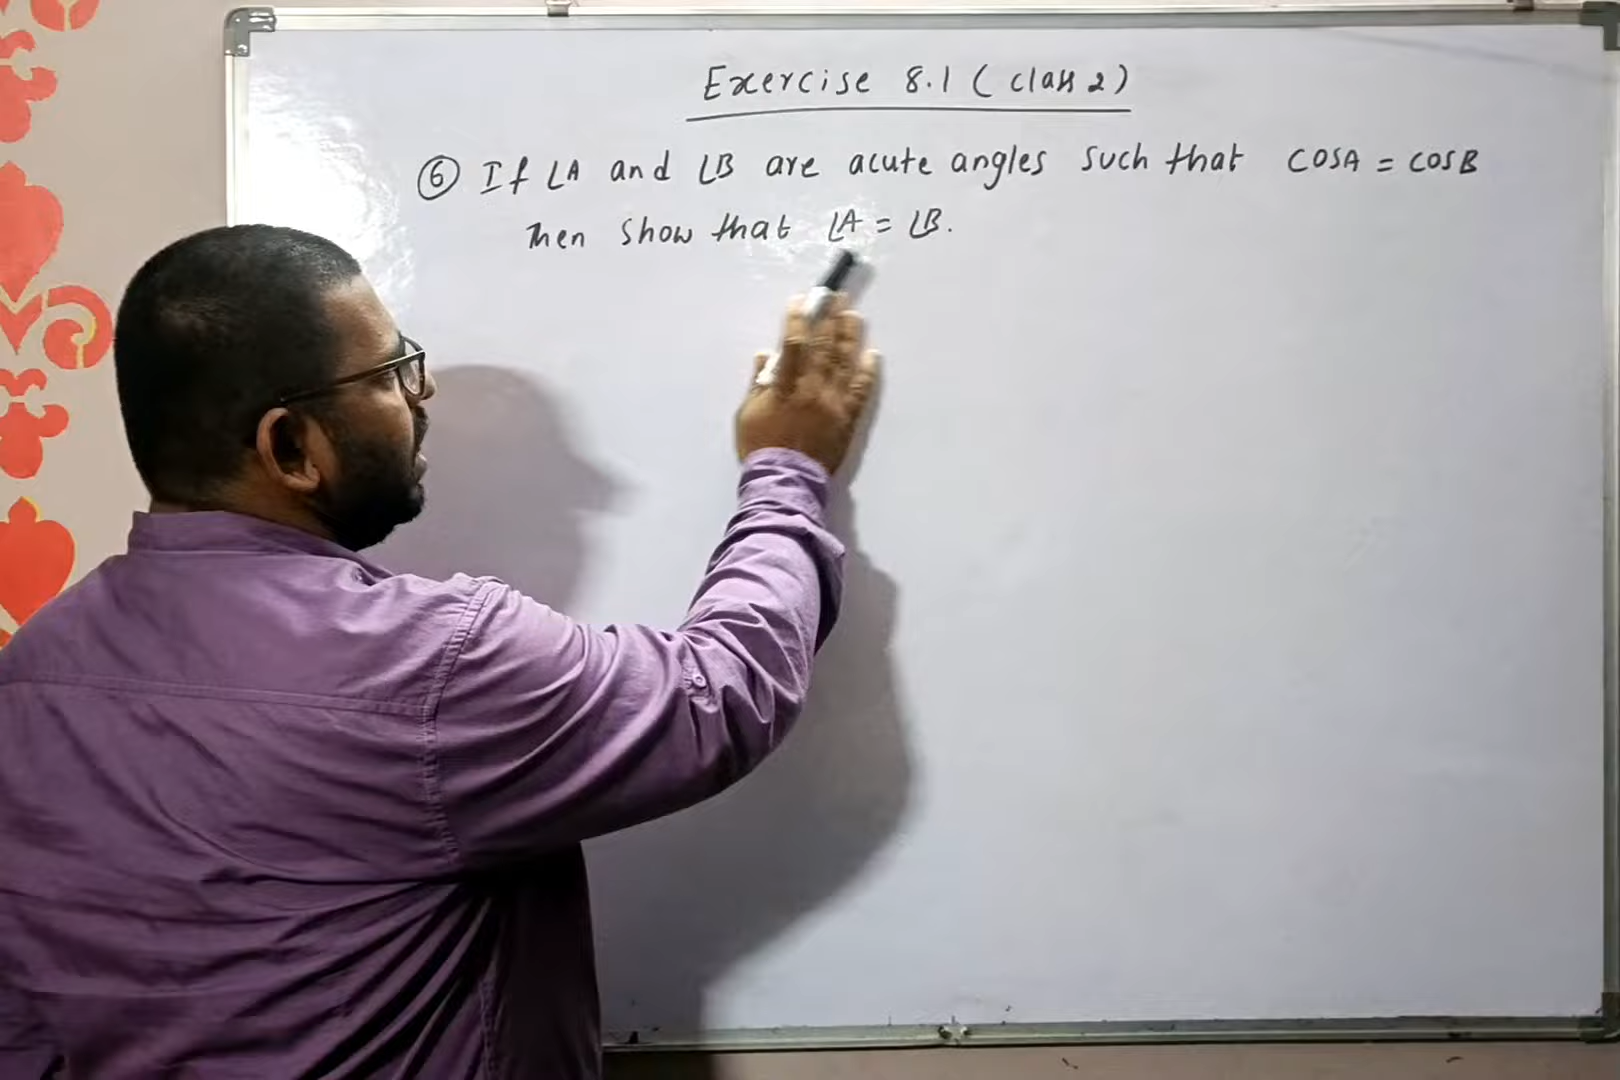 Exercise 8.1 (class 2)
⑥ If ∠A and ∠B are acute angles such that COSA = COSB
Then show that ∠A = ∠B.